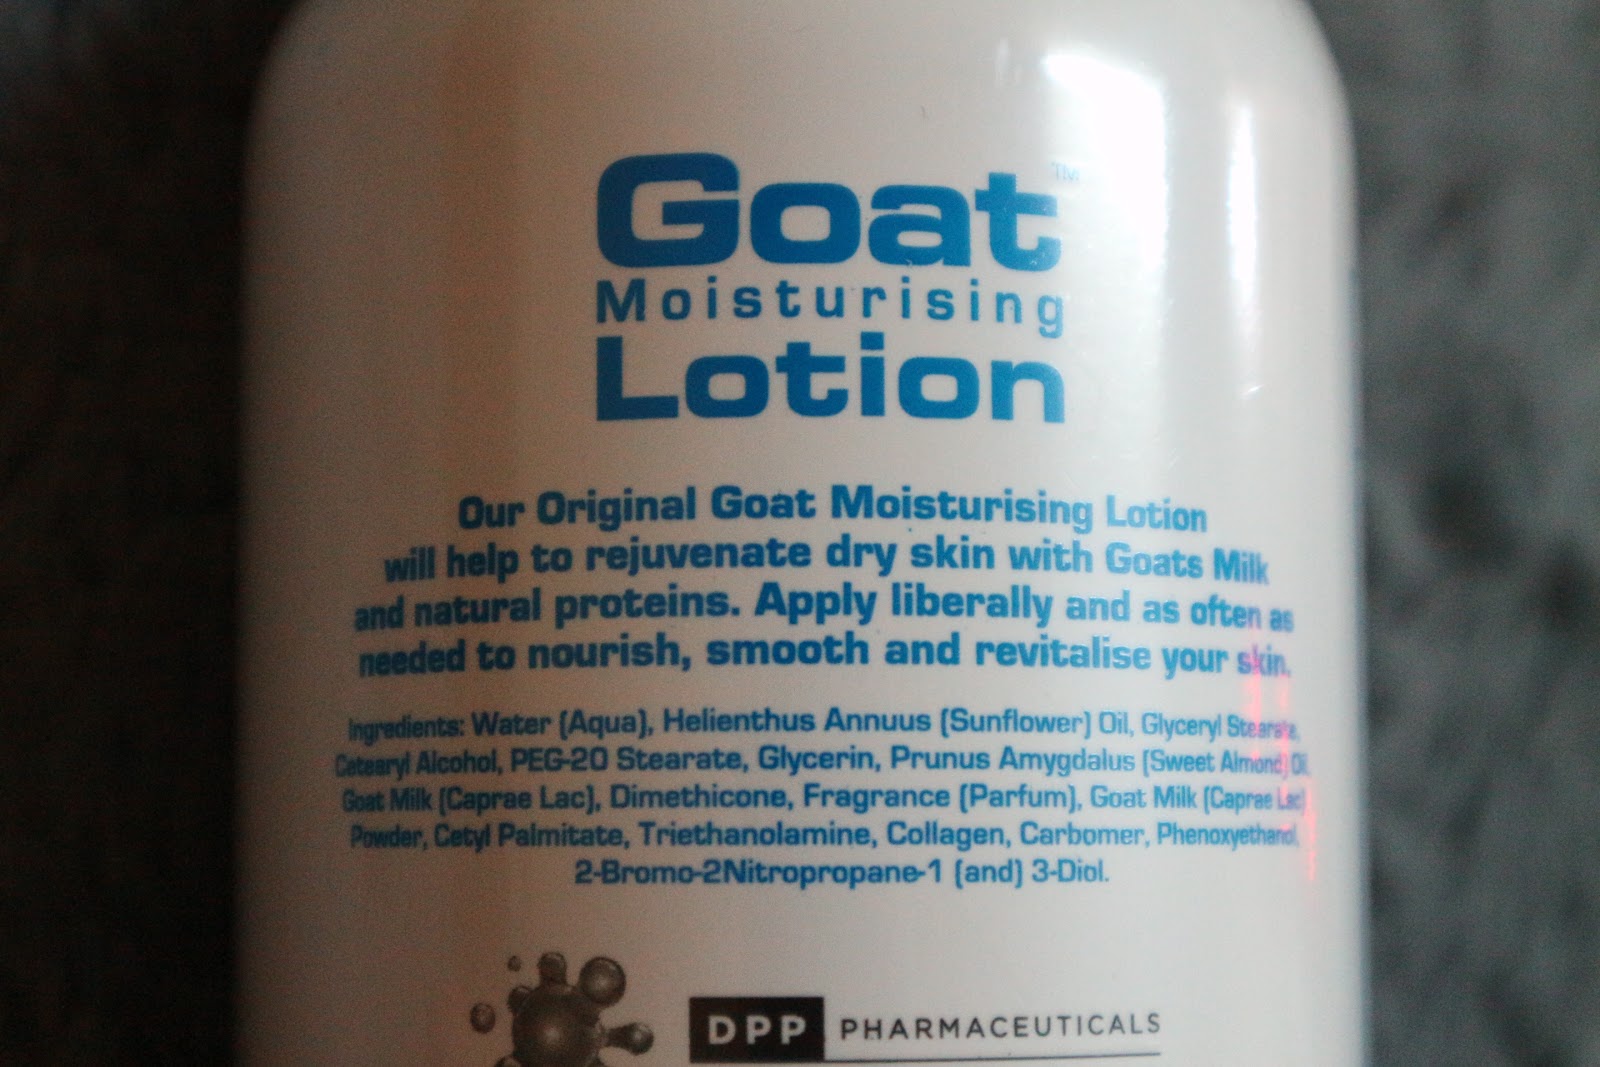 Goat™
Moisturising
Lotion
Our Original Goat Moisturising Lotion
will help to rejuvenate dry skin with Goats Milk
and natural proteins. Apply liberally and as often as
needed to nourish, smooth and revitalise your skin.
Ingredients: Water (Aqua), Helienthus Annuus (Sunflower) Oil, Glyceryl Stearate,
Cetearyl Alcohol, PEG-20 Stearate, Glycerin, Prunus Amygdalus (Sweet Almond) Oil,
Goat Milk (Caprae Lac), Dimethicone, Fragrance (Parfum), Goat Milk (Caprae Lac)
Powder, Cetyl Palmitate, Triethanolamine, Collagen, Carbomer, Phenoxyethanol,
2-Bromo-2Nitropropane-1 (and) 3-Diol.
DPP PHARMACEUTICALS